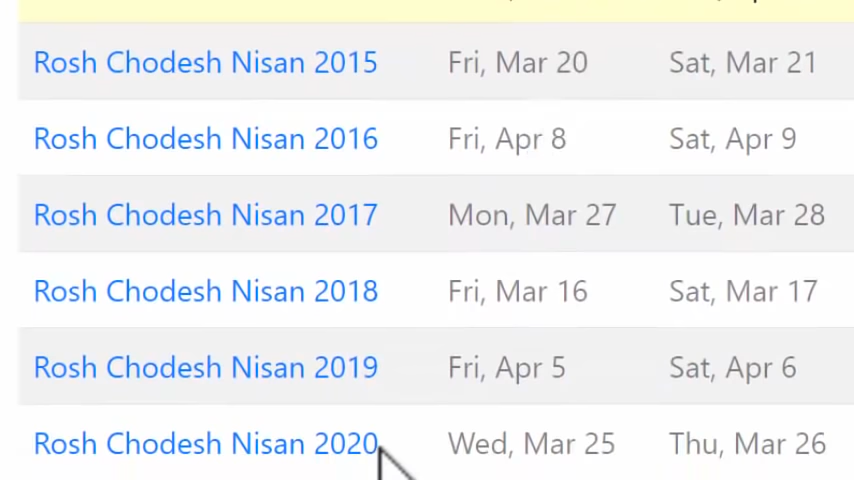 Rosh Chodesh Nisan 2015 Fri, Mar 20 Sat, Mar 21
Rosh Chodesh Nisan 2016 Fri, Apr 8 Sat, Apr 9
Rosh Chodesh Nisan 2017 Mon, Mar 27 Tue, Mar 28
Rosh Chodesh Nisan 2018 Fri, Mar 16 Sat, Mar 17
Rosh Chodesh Nisan 2019 Fri, Apr 5 Sat, Apr 6
Rosh Chodesh Nisan 2020 Wed, Mar 25 Thu, Mar 26